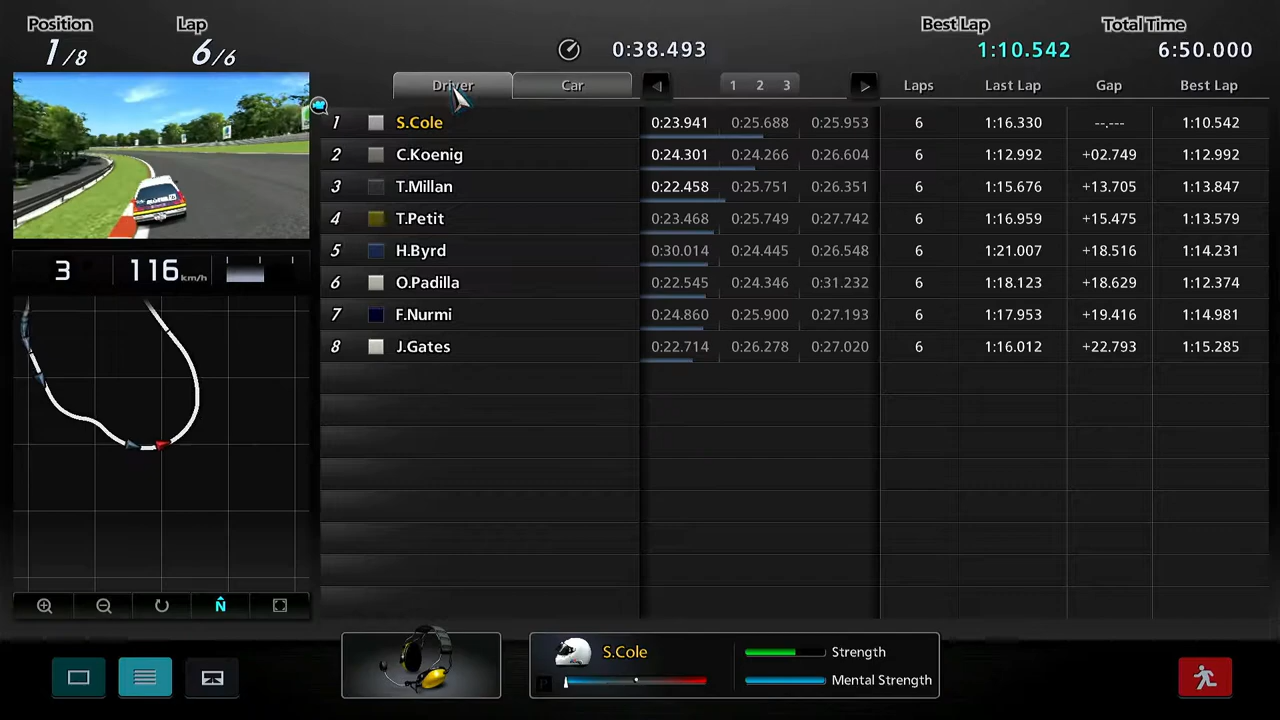 Position Lap Best Lap Total Time
1/8 6/6 0:38.493 1:10.542 6:50.000
Driver Car 1 2 3 Laps Last Lap Gap Best Lap
1 S.Cole 0:23.941 0:25.688 0:25.953 6 1:16.330 --.--- 1:10.542
2 C.Koenig 0:24.301 0:24.266 0:26.604 6 1:12.992 +02.749 1:12.992
3 T.Millan 0:22.458 0:25.751 0:26.351 6 1:15.676 +13.705 1:13.847
4 T.Petit 0:23.468 0:25.749 0:27.742 6 1:16.959 +15.475 1:13.579
5 H.Byrd 0:30.014 0:24.445 0:26.548 6 1:21.007 +18.516 1:14.231
6 O.Padilla 0:22.545 0:24.346 0:31.232 6 1:18.123 +18.629 1:12.374
7 F.Nurmi 0:24.860 0:25.900 0:27.193 6 1:17.953 +19.416 1:14.981
8 J.Gates 0:22.714 0:26.278 0:27.020 6 1:16.012 +22.793 1:15.285
3 116 km/h
N
S.Cole Strength
Mental Strength